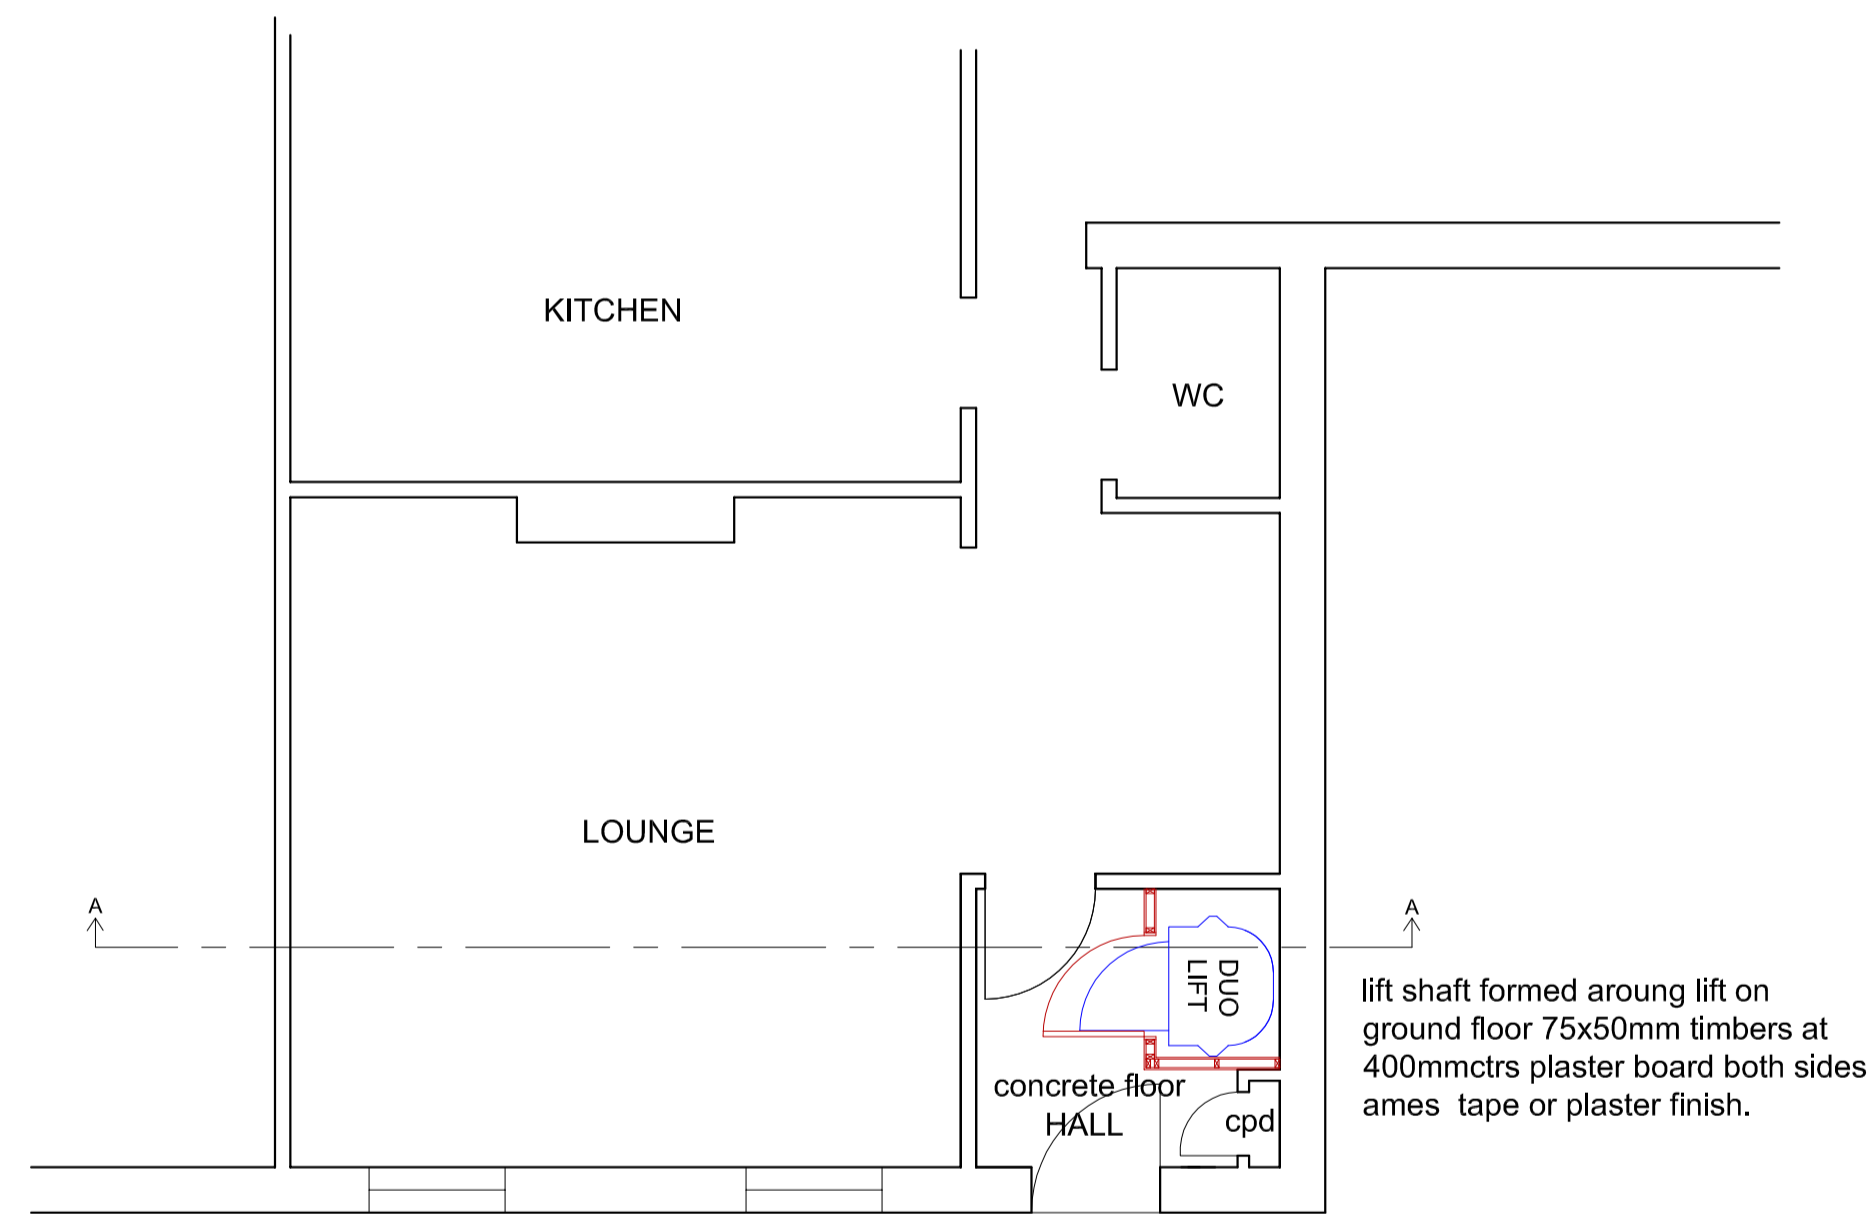 KITCHEN
WC
LOUNGE
A
A
DUO
LIFT
lift shaft formed aroung lift on
ground floor 75x50mm timbers at
400mmctrs plaster board both sides
ames tape or plaster finish.
concrete floor
HALL
cpd